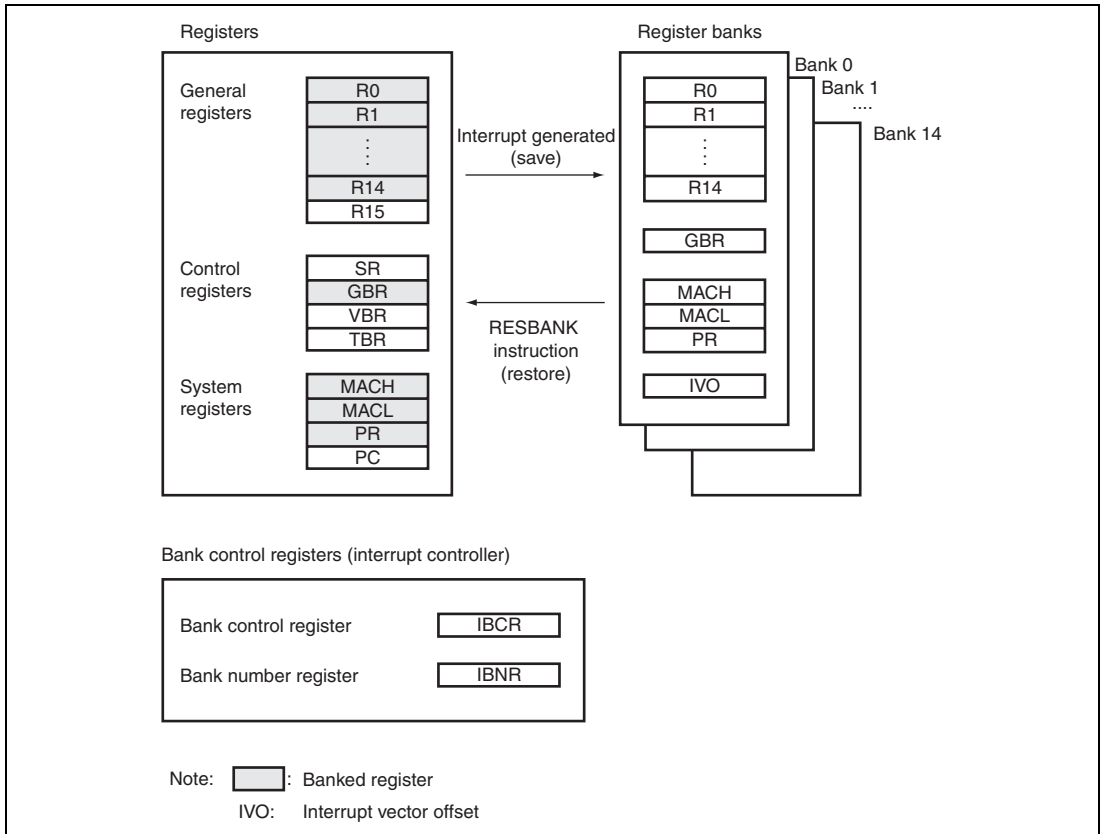 Registers
General
registers
R0
R1
⋮
R14
R15
Control
registers
SR
GBR
VBR
TBR
System
registers
MACH
MACL
PR
PC
Interrupt generated
(save)
RESBANK
instruction
(restore)
Register banks
Bank 0
Bank 1
....
Bank 14
R0
R1
⋮
R14
GBR
MACH
MACL
PR
IVO
Bank control registers (interrupt controller)
Bank control register IBCR
Bank number register IBNR
Note: : Banked register
IVO: Interrupt vector offset